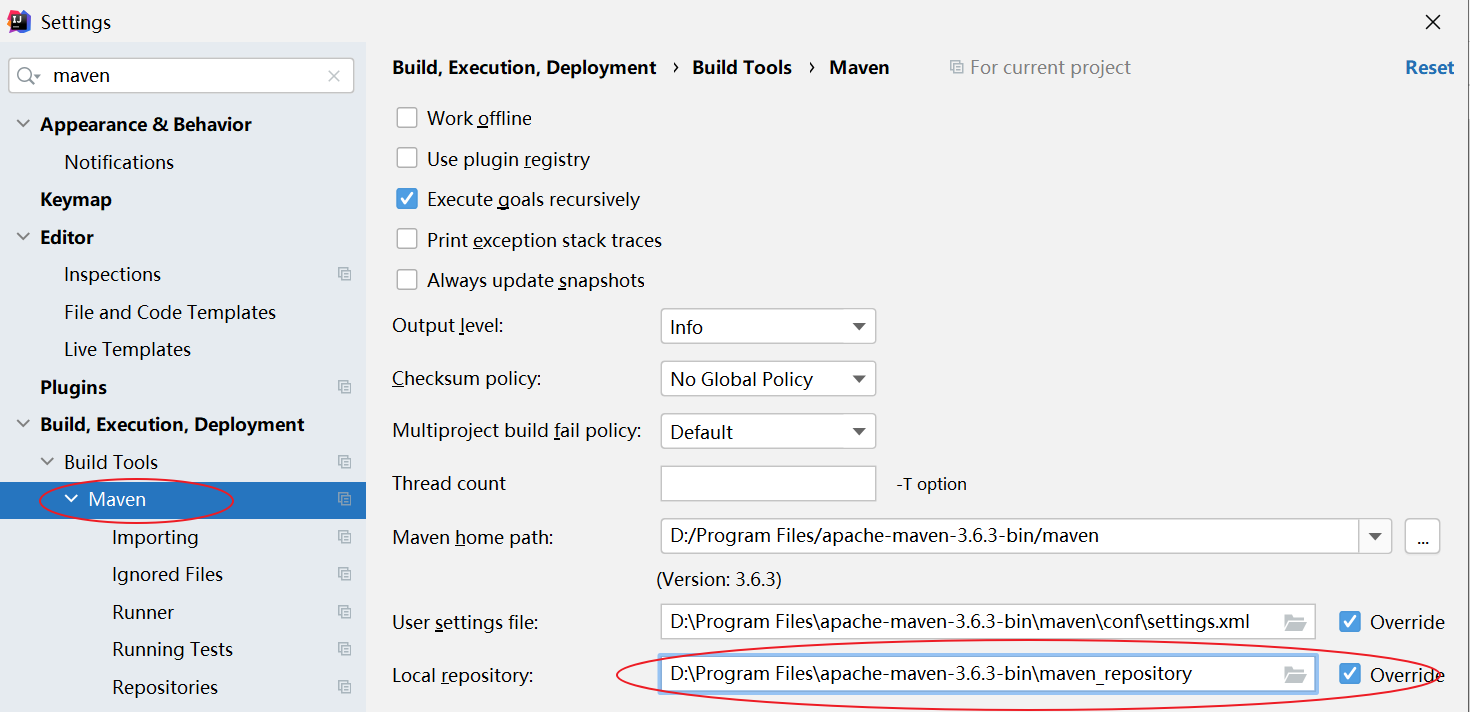 Settings
maven
Appearance & Behavior
Notifications
Keymap
Editor
Inspections
File and Code Templates
Live Templates
Plugins
Build, Execution, Deployment
Build Tools
Maven
Importing
Ignored Files
Runner
Running Tests
Repositories
Build, Execution, Deployment › Build Tools › Maven For current project Reset
Work offline
Use plugin registry
Execute goals recursively
Print exception stack traces
Always update snapshots
Output level: Info
Checksum policy: No Global Policy
Multiproject build fail policy: Default
Thread count -T option
Maven home path: D:/Program Files/apache-maven-3.6.3-bin/maven ...
(Version: 3.6.3)
User settings file: D:\Program Files\apache-maven-3.6.3-bin\maven\conf\settings.xml Override
Local repository: D:\Program Files\apache-maven-3.6.3-bin\maven_repository Override